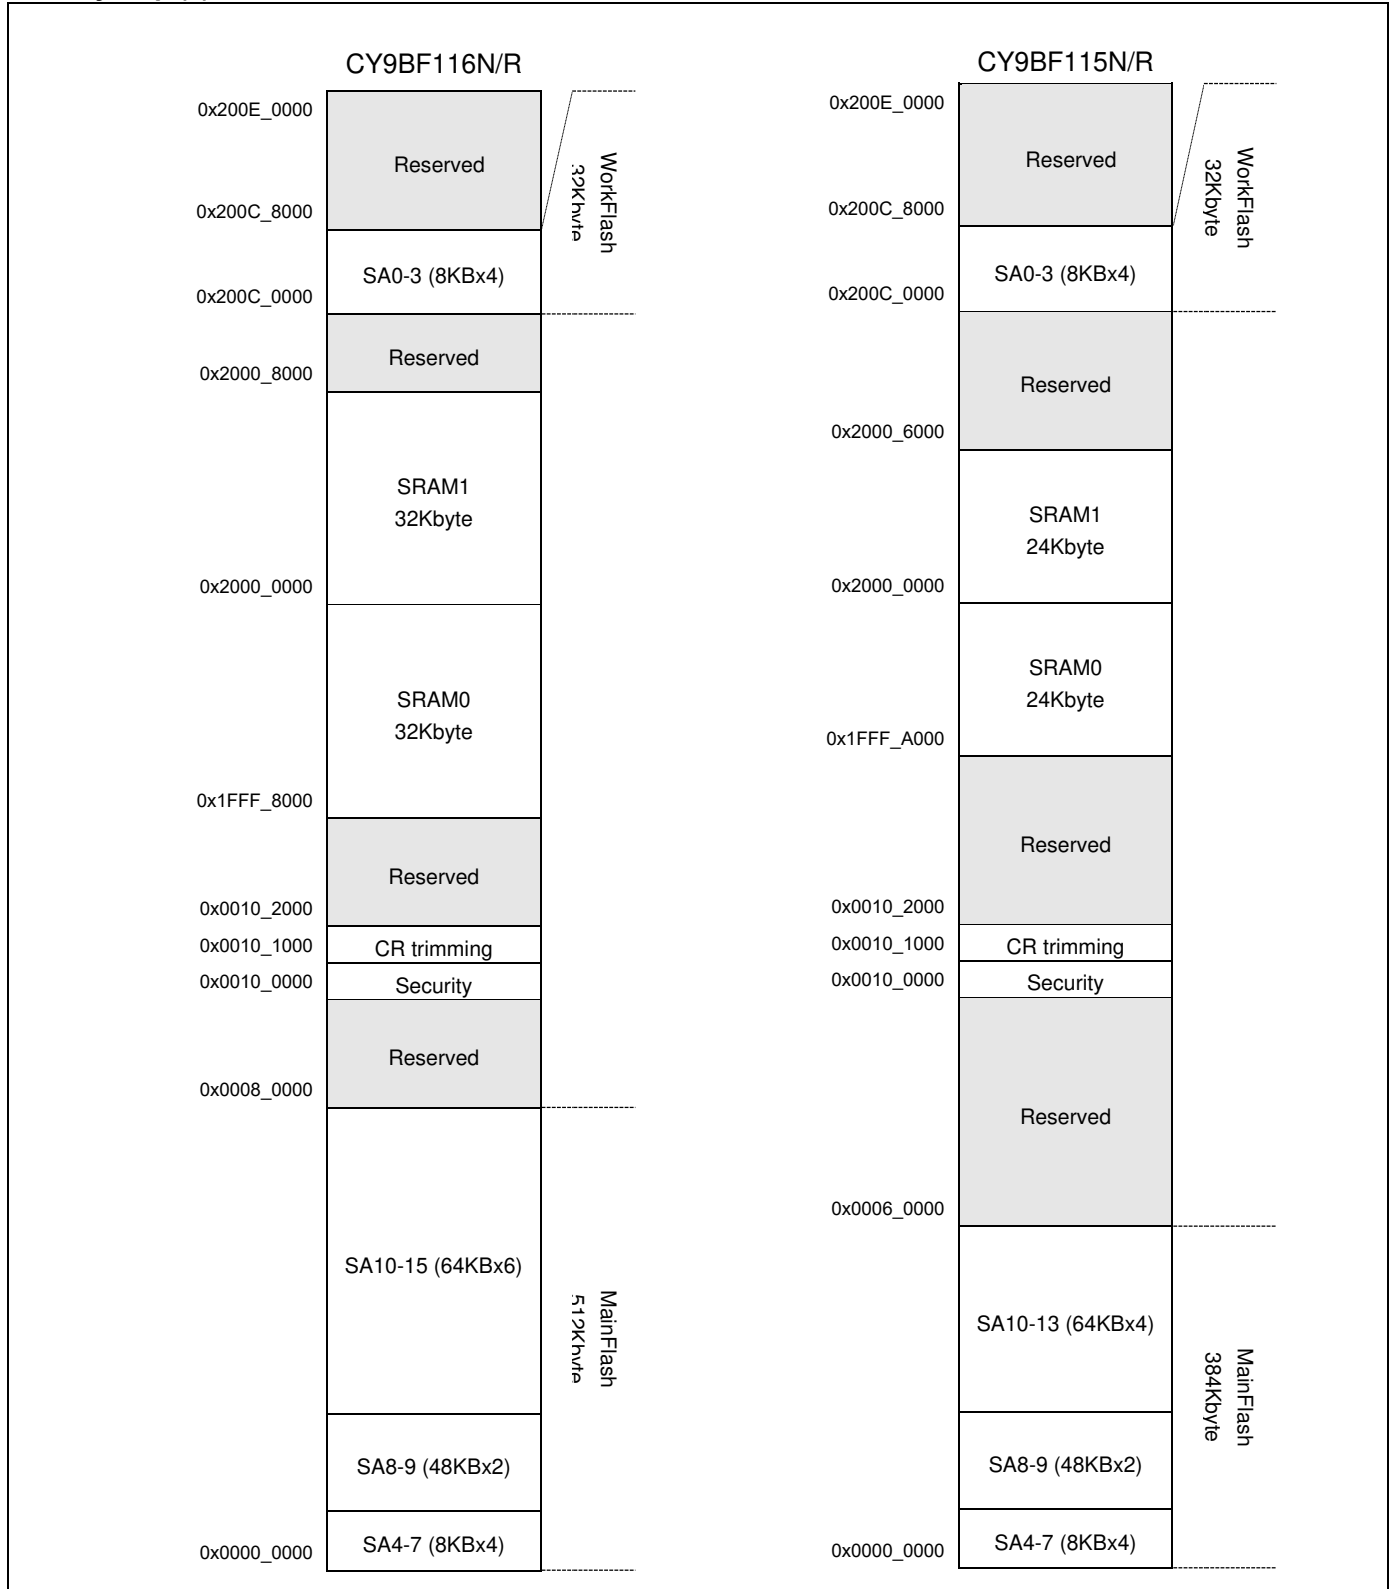 CY9BF116N/R
0x200E_0000
Reserved
0x200C_8000
SA0-3 (8KBx4)
0x200C_0000
WorkFlash
32Kbyte
Reserved
0x2000_8000
SRAM1
32Kbyte
0x2000_0000
SRAM0
32Kbyte
0x1FFF_8000
Reserved
0x0010_2000
0x0010_1000
CR trimming
0x0010_0000
Security
Reserved
0x0008_0000
SA10-15 (64KBx6)
MainFlash
512Kbyte
SA8-9 (48KBx2)
SA4-7 (8KBx4)
0x0000_0000
CY9BF115N/R
0x200E_0000
Reserved
0x200C_8000
SA0-3 (8KBx4)
0x200C_0000
WorkFlash
32Kbyte
Reserved
0x2000_6000
SRAM1
24Kbyte
0x2000_0000
SRAM0
24Kbyte
0x1FFF_A000
Reserved
0x0010_2000
0x0010_1000
CR trimming
0x0010_0000
Security
Reserved
0x0006_0000
SA10-13 (64KBx4)
MainFlash
384Kbyte
SA8-9 (48KBx2)
SA4-7 (8KBx4)
0x0000_0000